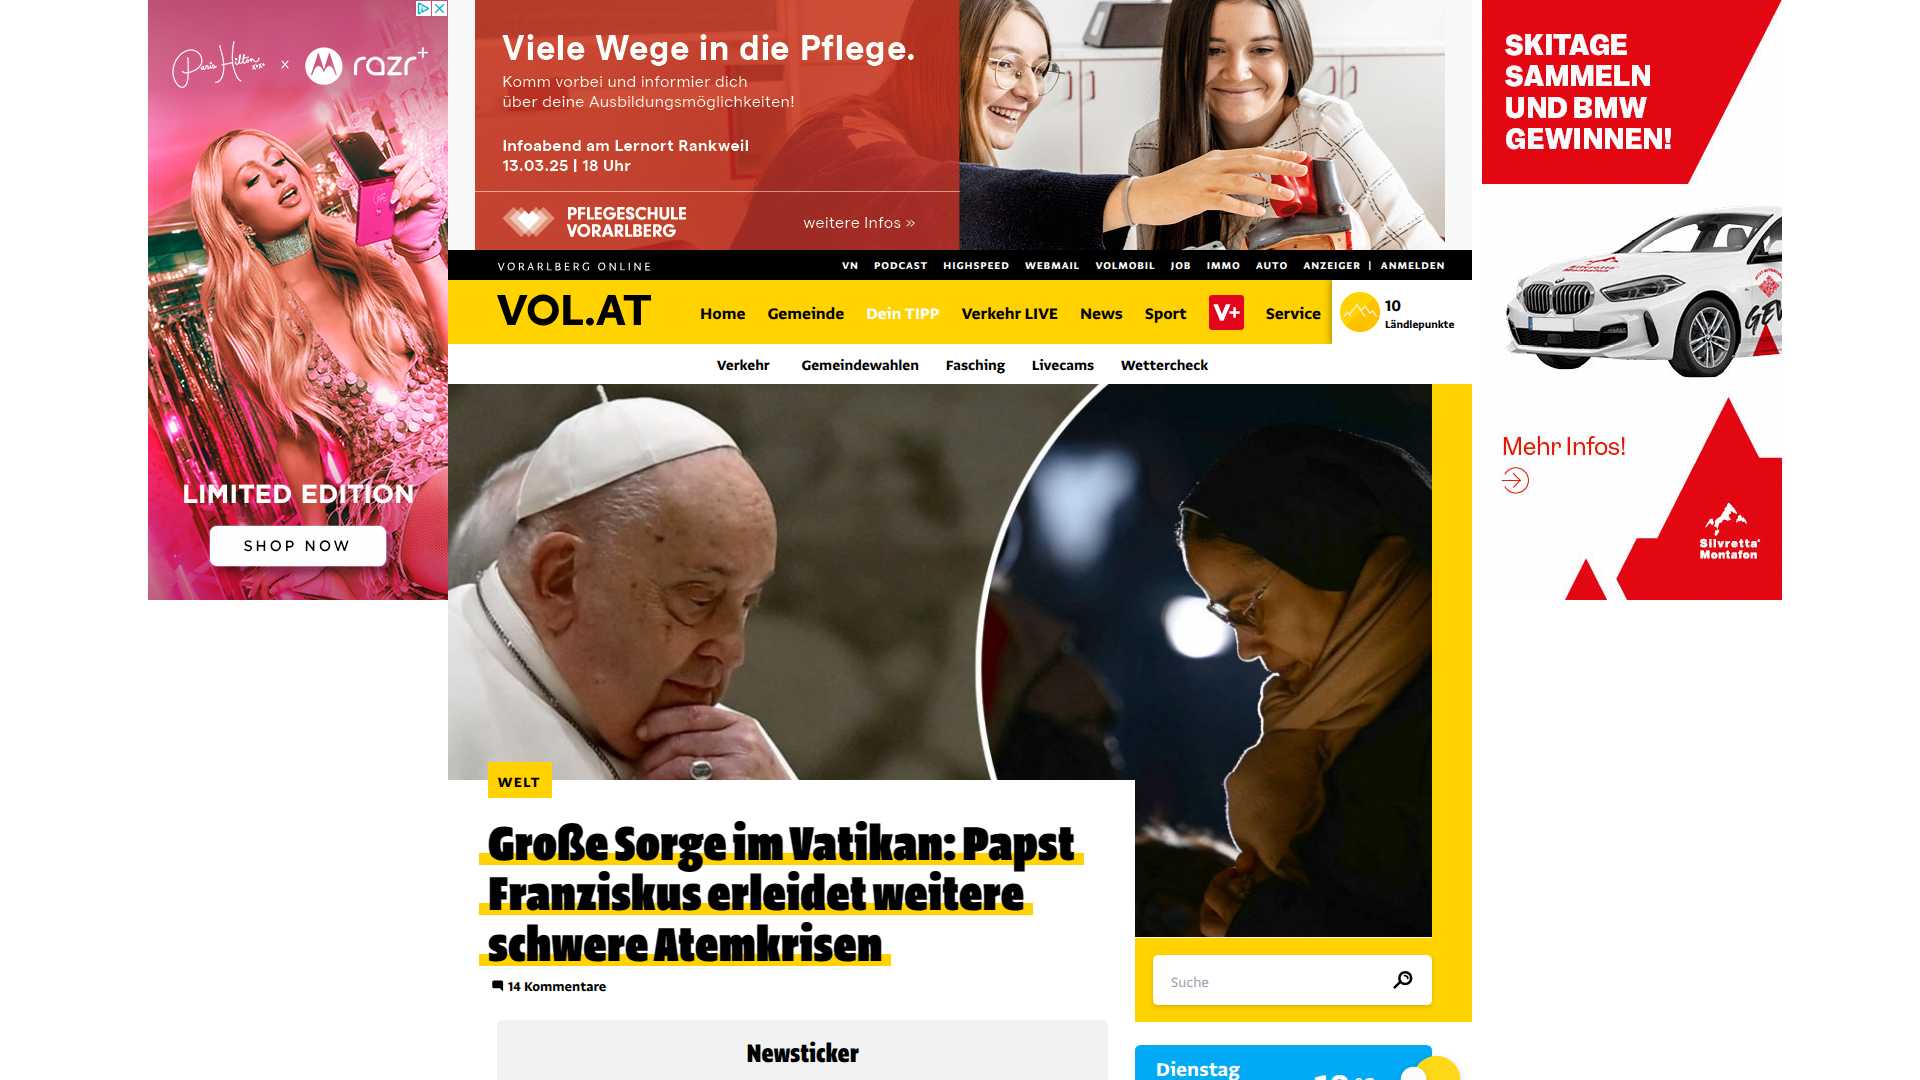 Paris Hilton x razr+
LIMITED EDITION
SHOP NOW
Viele Wege in die Pflege.
Komm vorbei und informier dich
über deine Ausbildungsmöglichkeiten!
Infoabend am Lernort Rankweil
13.03.25 | 18 Uhr
PFLEGESCHULE
VORARLBERG
weitere Infos »
SKITAGE
SAMMELN
UND BMW
GEWINNEN!
Mehr Infos!
Silvretta
Montafon
VORARLBERG ONLINE
VN PODCAST HIGHSPEED WEBMAIL VOLMOBIL JOB IMMO AUTO ANZEIGER | ANMELDEN
VOL.AT
Home Gemeinde Dein TIPP Verkehr LIVE News Sport V+ Service
10
Ländlepunkte
Verkehr Gemeindewahlen Fasching Livecams Wettercheck
WELT
Große Sorge im Vatikan: Papst
Franziskus erleidet weitere
schwere Atemkrisen
14 Kommentare
Suche
Newsticker
Dienstag